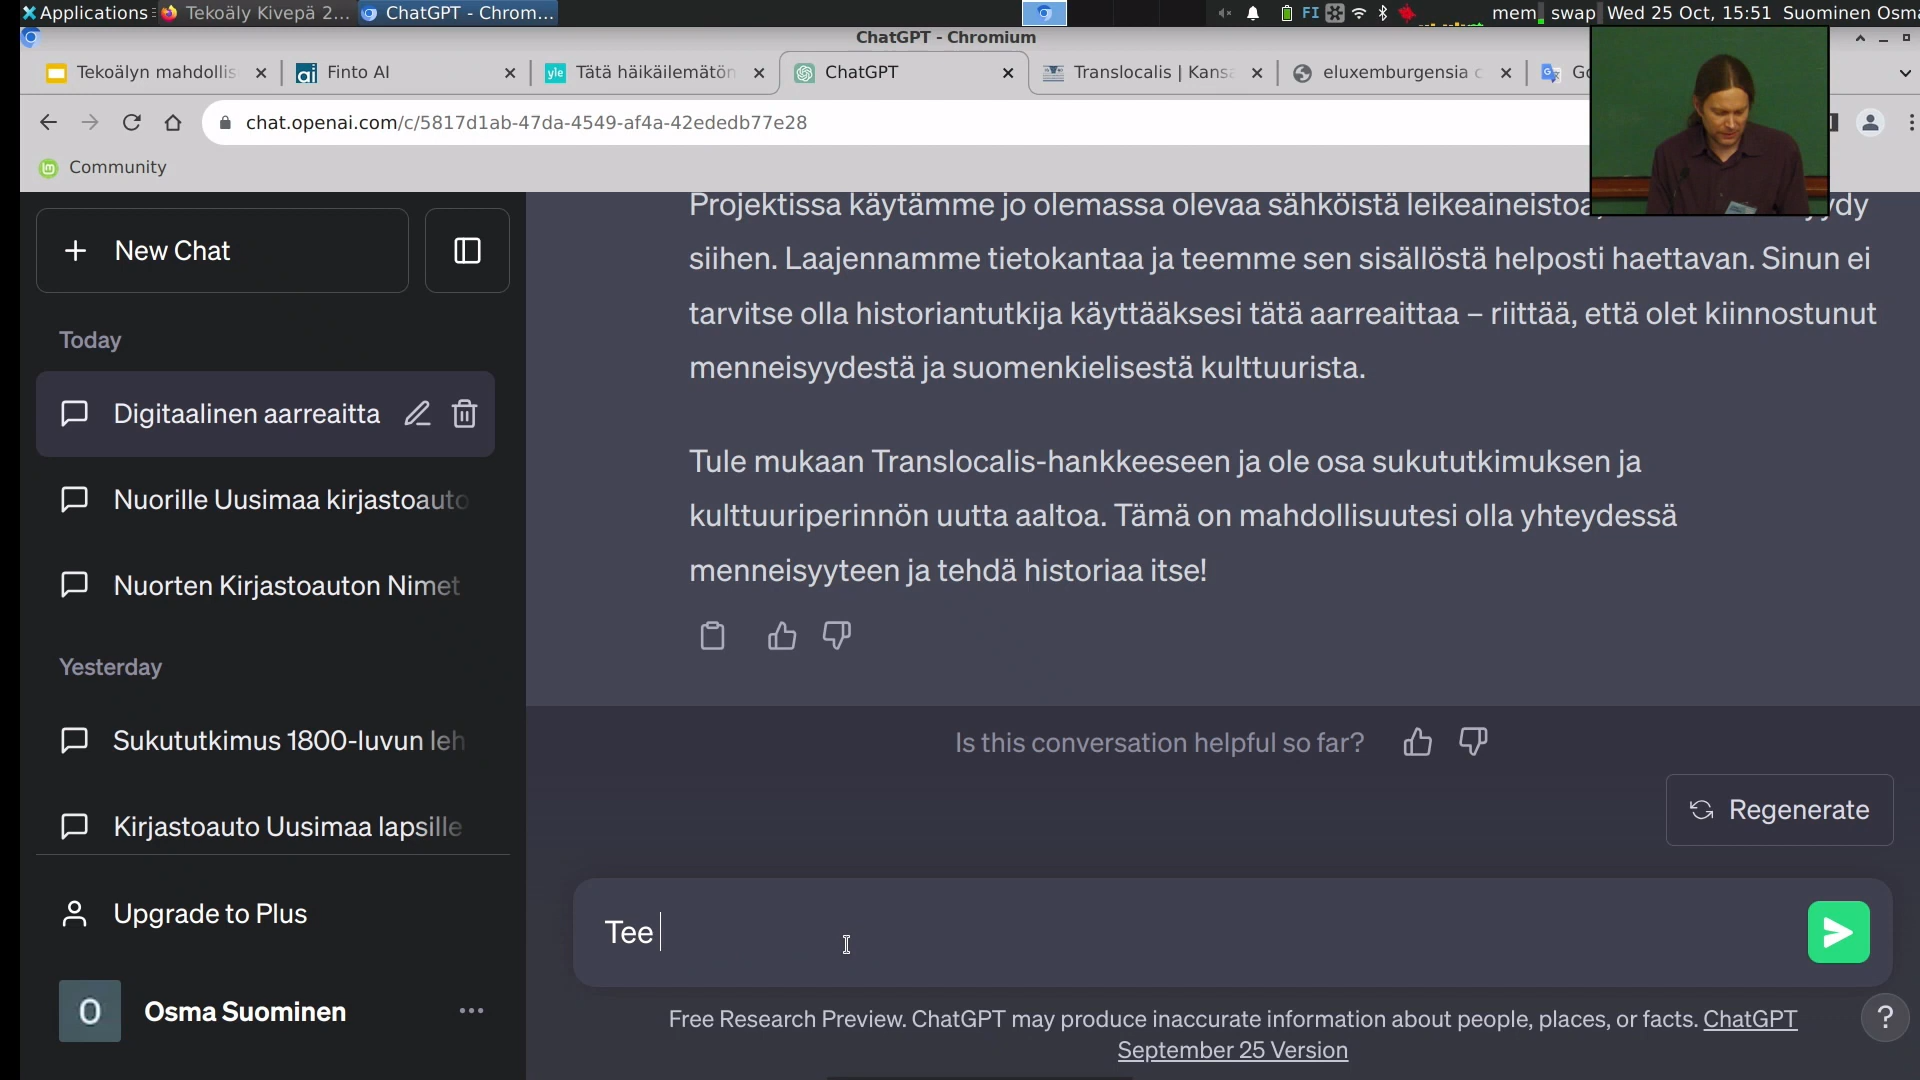 Applications
Tekoäly Kivepä 2...
ChatGPT - Chrom...
FI
mem
swap
Wed 25 Oct, 15:51
Suominen Osm
ChatGPT - Chromium
Tekoälyn mahdollis
Finto AI
yle
Tätä häikäilemätön
ChatGPT
Translocalis | Kansa
eluxemburgensia
chat.openai.com/c/5817d1ab-47da-4549-af4a-42ededb77e28
Community
New Chat
Today
Digitaalinen aarreaitta
Nuorille Uusimaa kirjastoauto
Nuorten Kirjastoauton Nimet
Yesterday
Sukututkimus 1800-luvun leh
Kirjastoauto Uusimaa lapsille
Upgrade to Plus
O
Osma Suominen
Projektissa käytämme jo olemassa olevaa sähköistä leikeaineistoa,
siihen. Laajennamme tietokantaa ja teemme sen sisällöstä helposti haettavan. Sinun ei
tarvitse olla historiantutkija käyttääksesi tätä aarreaittaa – riittää, että olet kiinnostunut
menneisyydestä ja suomenkielisestä kulttuurista.
Tule mukaan Translocalis-hankkeeseen ja ole osa sukututkimuksen ja
kulttuuriperinnön uutta aaltoa. Tämä on mahdollisuutesi olla yhteydessä
menneisyyteen ja tehdä historiaa itse!
Is this conversation helpful so far?
Regenerate
Tee
Free Research Preview. ChatGPT may produce inaccurate information about people, places, or facts. ChatGPT
September 25 Version
?